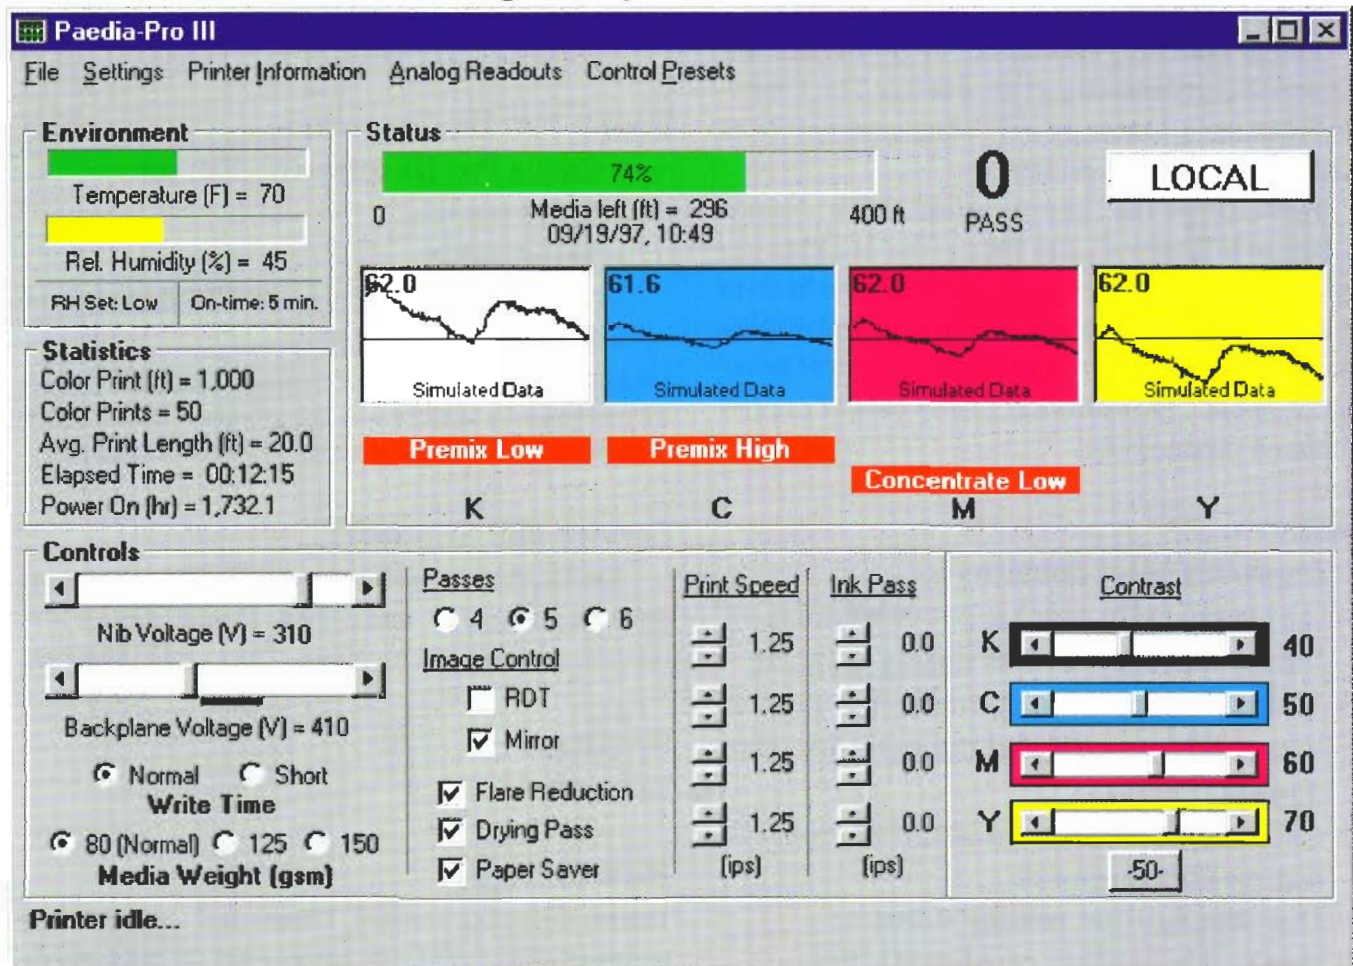 Paedia-Pro III
File Settings Printer Information Analog Readouts Control Presets
Environment
Temperature (F) = 70
Rel. Humidity (%) = 45
RH Set: Low On-time: 5 min.
Status
74%
0 Media left (ft) = 296 400 ft
09/19/97, 10:49
0
PASS
LOCAL
62.0 61.6 62.0 62.0
Simulated Data Simulated Data Simulated Data Simulated Data
Premix Low Premix High
Concentrate Low
K C M Y
Statistics
Color Print (ft) = 1,000
Color Prints = 50
Avg. Print Length (ft) = 20.0
Elapsed Time = 00:12:15
Power On (hr) = 1,732.1
Controls
Nib Voltage (V) = 310
Backplane Voltage (V) = 410
Normal Short
Write Time
80 (Normal) 125 150
Media Weight (gsm)
Passes
4 5 6
Image Control
RDT
Mirror
Flare Reduction
Drying Pass
Paper Saver
Print Speed
1.25
1.25
1.25
1.25
(ips)
Ink Pass
0.0
0.0
0.0
0.0
(ips)
Contrast
K 40
C 50
M 60
Y 70
-50-
Printer idle...